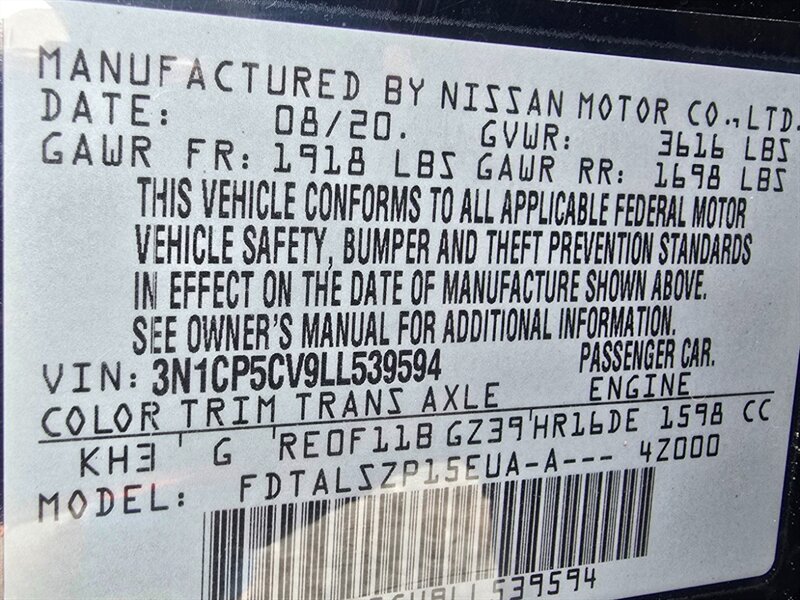 MANUFACTURED BY NISSAN MOTOR CO., LTD.
DATE: 08/20. GVWR: 3616 LBS
GAWR FR: 1918 LBS GAWR RR: 1698 LBS
THIS VEHICLE CONFORMS TO ALL APPLICABLE FEDERAL MOTOR
VEHICLE SAFETY, BUMPER AND THEFT PREVENTION STANDARDS
IN EFFECT ON THE DATE OF MANUFACTURE SHOWN ABOVE.
SEE OWNER'S MANUAL FOR ADDITIONAL INFORMATION.
VIN: 3N1CP5CV9LL539594 PASSENGER CAR.
COLOR TRIM TRANS AXLE ENGINE
KH3 G RE0F11B GZ39 HR16DE 1598 CC
MODEL: FDTALSZP15EUA-A--- 4Z000
LL539594